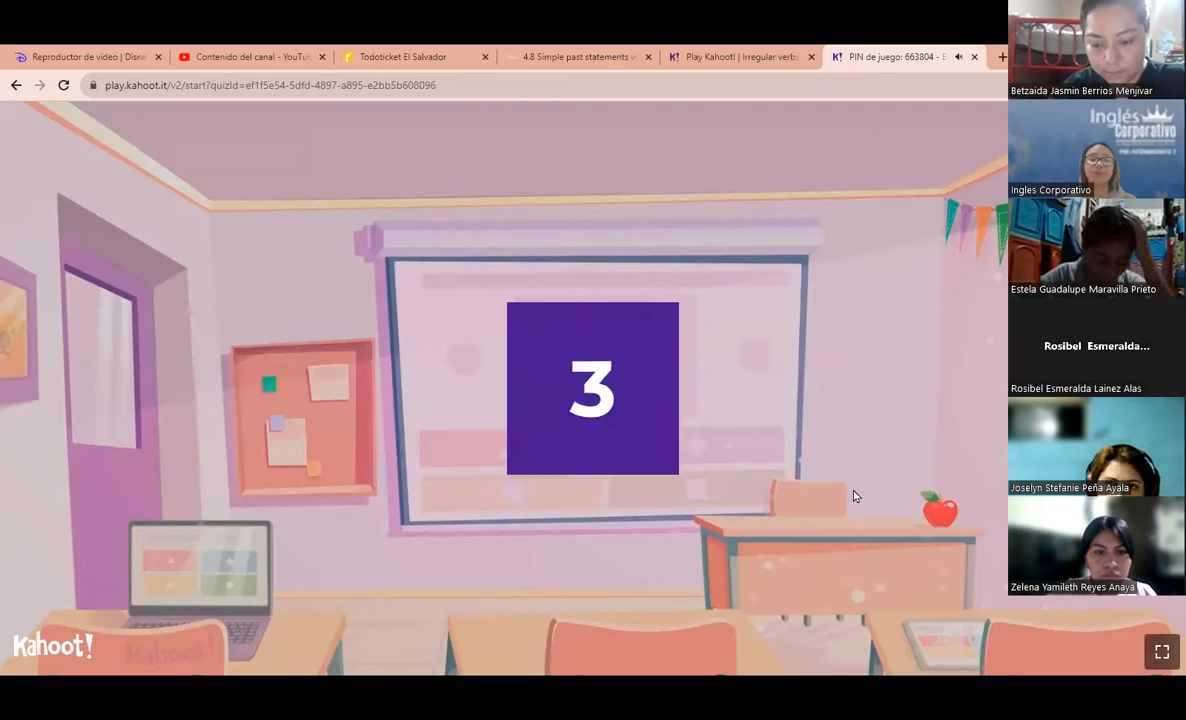 Reproductor de video | Disne
Contenido del canal - YouTu
Todoticket El Salvador
4.8 Simple past statements
Play Kahoot! | Irregular verbs
PIN de juego: 663804 - E
play.kahoot.it/v2/start?quizId=ef1f5e54-5dfd-4897-a895-e2bb5b608096
3
Kahoot!
Betzaida Jasmin Berrios Menjivar
Inglés
Corporativo
Ingles Corporativo
Estela Guadalupe Maravilla Prieto
Rosibel Esmeralda...
Rosibel Esmeralda Lainez Alas
Joselyn Stefanie Peña Ayala
Zelena Yamileth Reyes Anaya